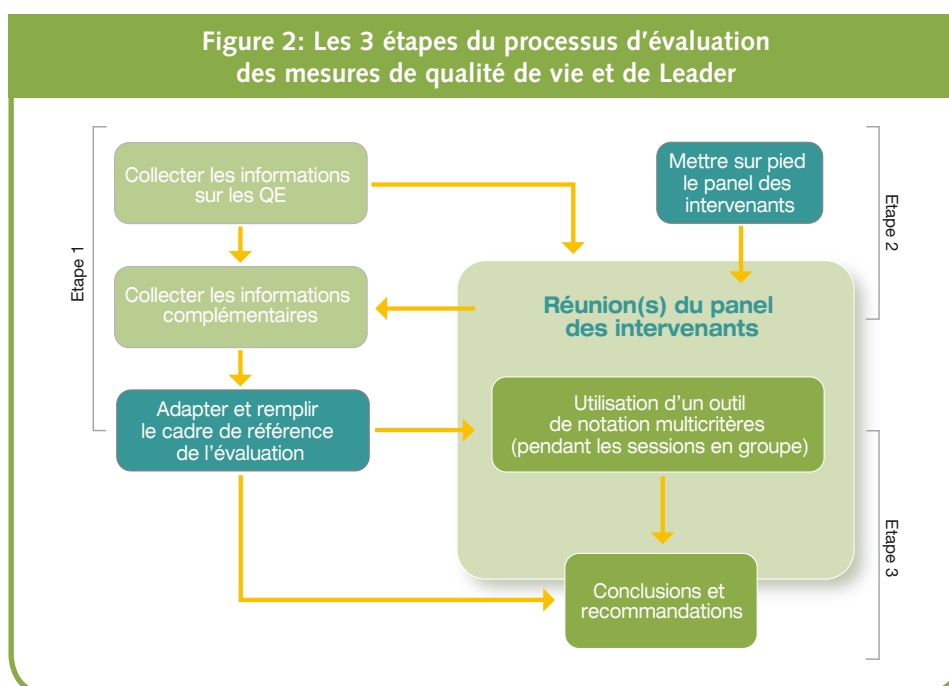 Figure 2: Les 3 étapes du processus d'évaluation
des mesures de qualité de vie et de Leader
Etape 1
Collecter les informations
sur les QE
Mettre sur pied
le panel des
intervenants
Etape 2
Collecter les informations
complémentaires
Réunion(s) du panel
des intervenants
Adapter et remplir
le cadre de référence
de l'évaluation
Utilisation d'un outil
de notation multicritères
(pendant les sessions en groupe)
Etape 3
Conclusions et
recommandations